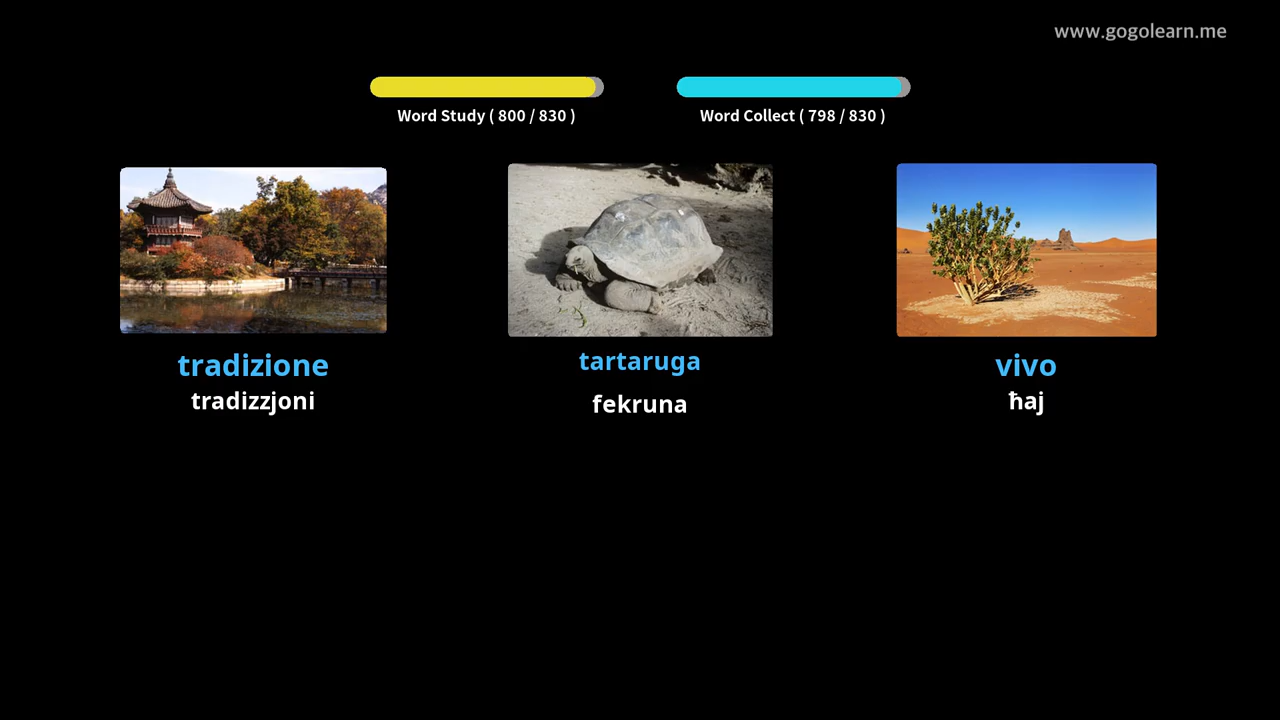 www.gogolearn.me
Word Study ( 800 / 830 )
Word Collect ( 798 / 830 )
tradizione
tradizzjoni
tartaruga
fekruna
vivo
ħaj